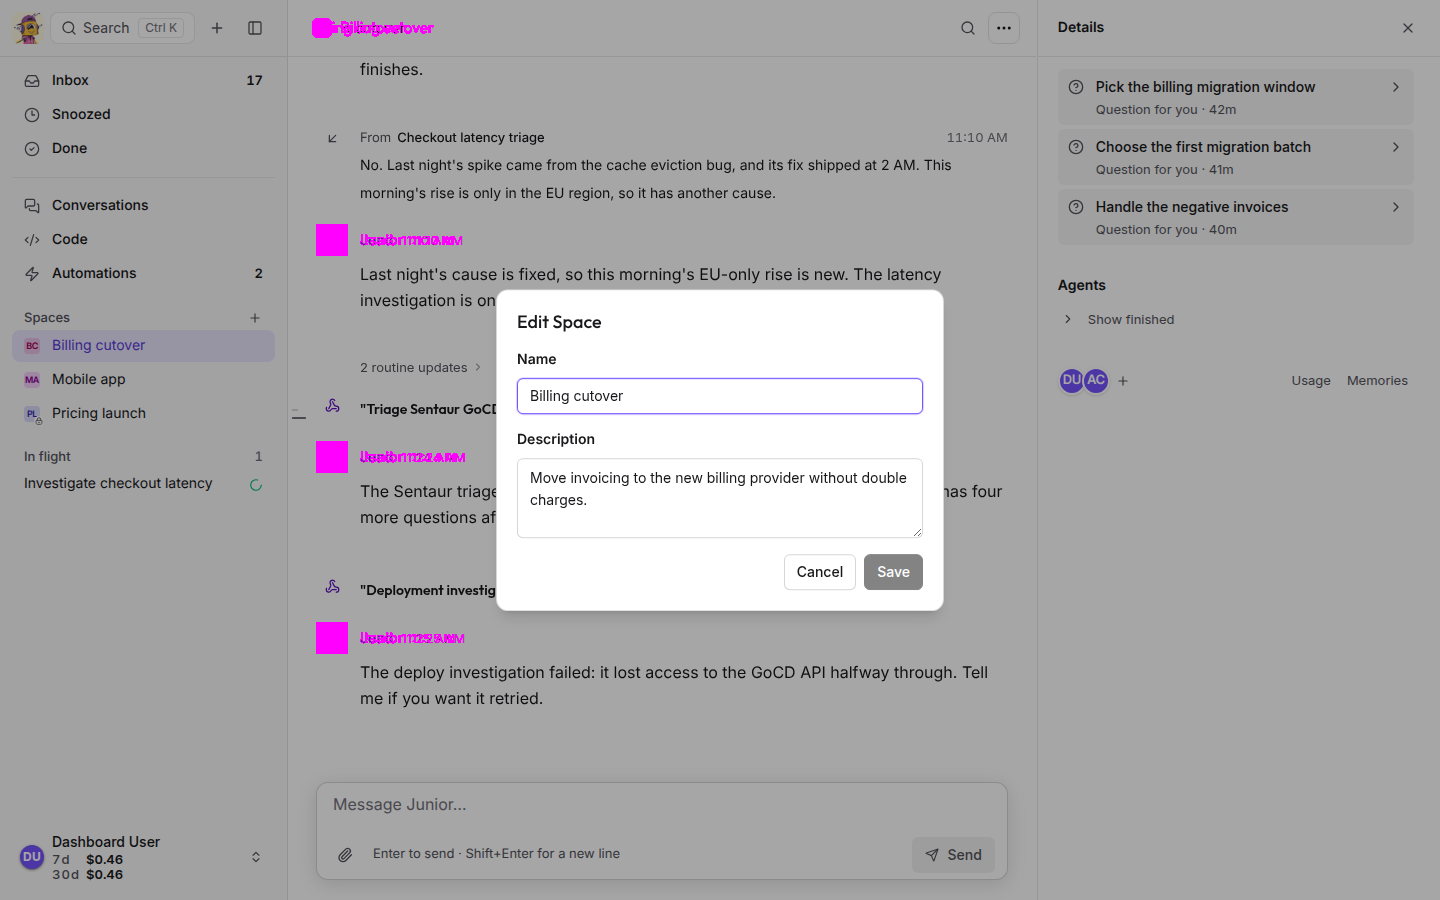 Search
Ctrl K
Inbox
17
Snoozed
Done
Conversations
Code
Automations
2
Spaces
BC
Billing cutover
MA
Mobile app
PL
Pricing launch
In flight
1
Investigate checkout latency
DU
Dashboard User
7d $0.46
30d $0.46
finishes.
From Checkout latency triage
11:10 AM
No. Last night's spike came from the cache eviction bug, and its fix shipped at 2 AM. This
morning's rise is only in the EU region, so it has another cause.
Last night's cause is fixed, so this morning's EU-only rise is new. The latency
investigation is on
2 routine updates
"Triage Sentaur GoCD
The Sentaur triage
has four
more questions af
"Deployment investig
The deploy investigation failed: it lost access to the GoCD API halfway through. Tell
me if you want it retried.
Message Junior...
Enter to send · Shift+Enter for a new line
Send
Edit Space
Name
Billing cutover
Description
Move invoicing to the new billing provider without double
charges.
Cancel
Save
Details
Pick the billing migration window
Question for you · 42m
Choose the first migration batch
Question for you · 41m
Handle the negative invoices
Question for you · 40m
Agents
Show finished
DU
AC
Usage
Memories